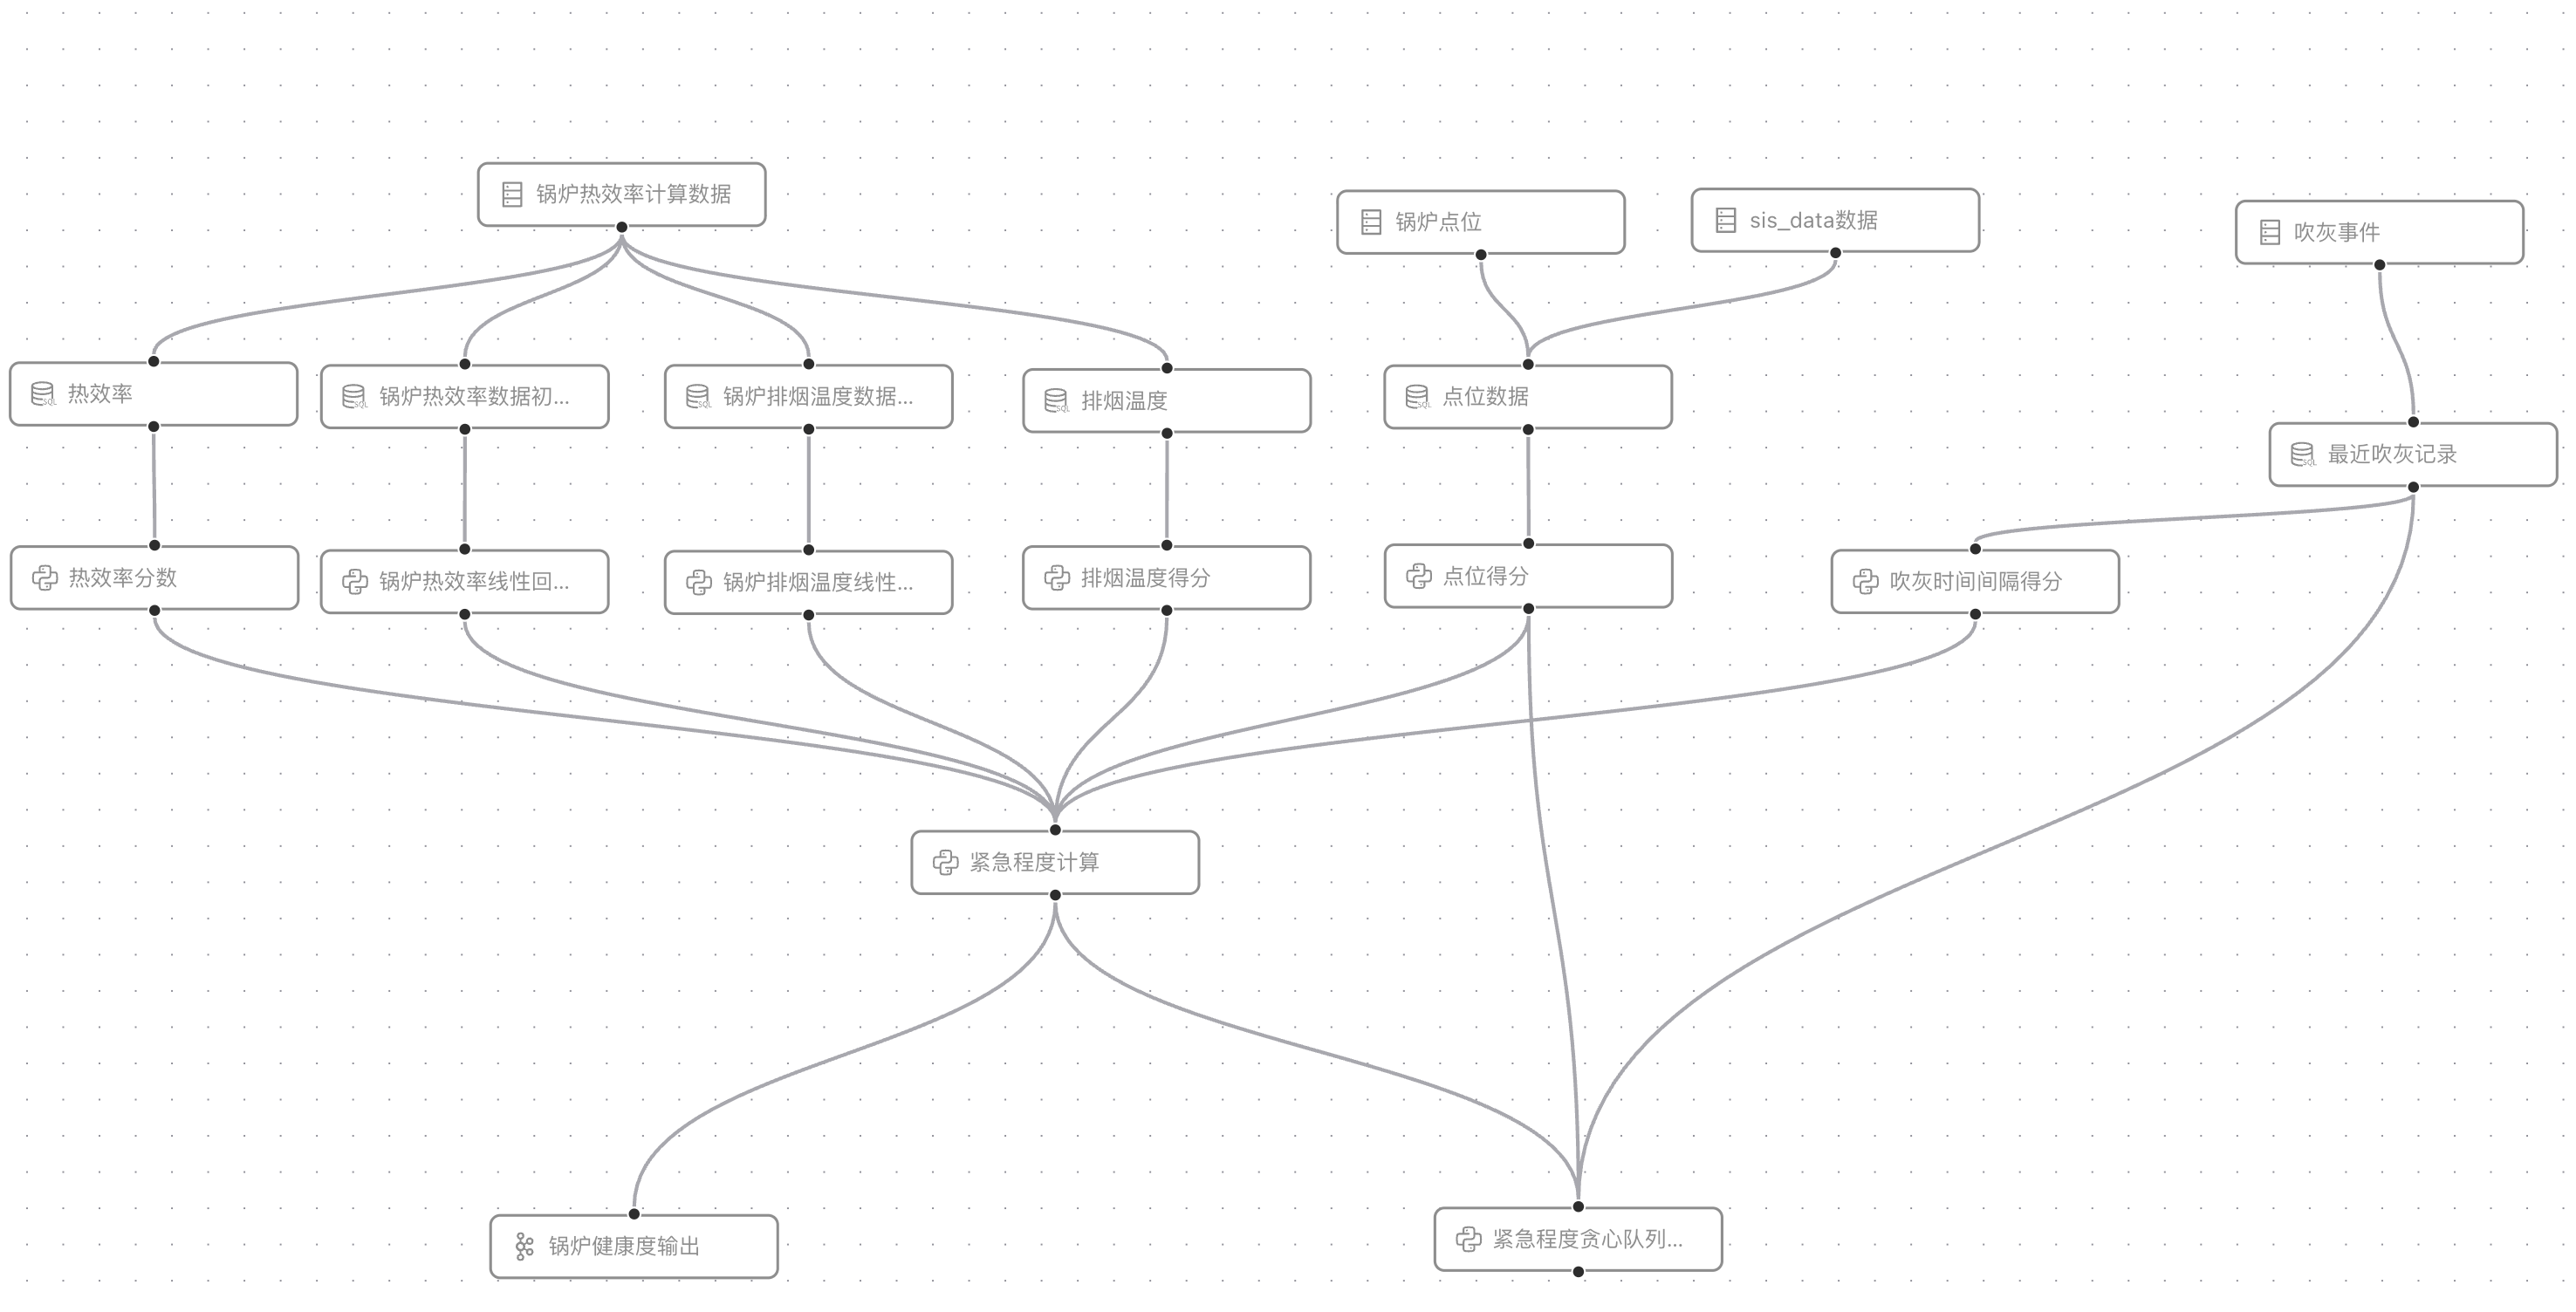 锅炉热效率计算数据
锅炉点位
sis_data数据
吹灰事件
热效率
锅炉热效率数据初...
锅炉排烟温度数据...
排烟温度
点位数据
最近吹灰记录
热效率分数
锅炉热效率线性回...
锅炉排烟温度线性...
排烟温度得分
点位得分
吹灰时间间隔得分
紧急程度计算
锅炉健康度输出
紧急程度贪心队列...